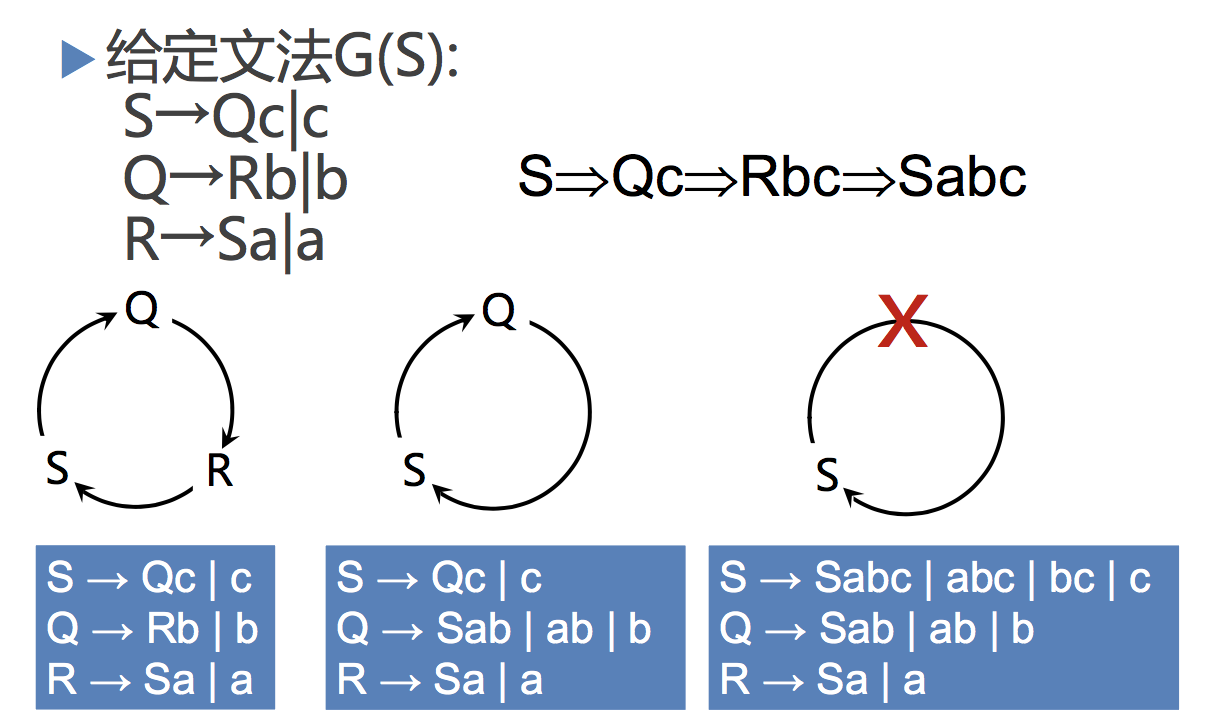 给定文法G(S):
S→Qc|c
Q→Rb|b
R→Sa|a
S⇒Qc⇒Rbc⇒Sabc
Q
S
R
Q
S
X
S
S → Qc | c
Q → Rb | b
R → Sa | a
S → Qc | c
Q → Sab | ab | b
R → Sa | a
S → Sabc | abc | bc | c
Q → Sab | ab | b
R → Sa | a